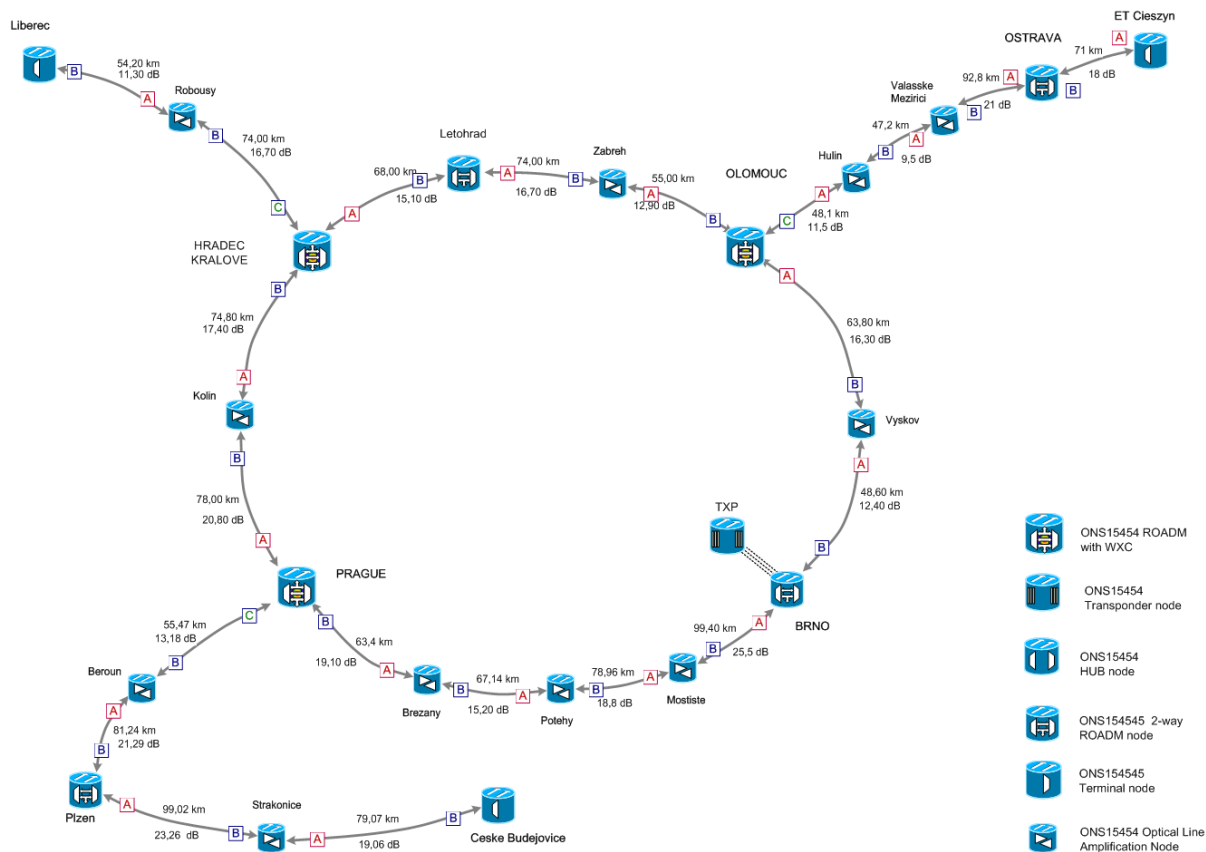 Liberec
B
54,20 km
11,30 dB
A
Robousy
B
74,00 km
16,70 dB
C
HRADEC
KRALOVE
A
68,00 km
15,10 dB
B
Letohrad
A
74,00 km
16,70 dB
B
Zabreh
A
55,00 km
12,90 dB
B
OLOMOUC
C
48,1 km
11,5 dB
A
Hulin
B
47,2 km
9,5 dB
A
Valasske
Mezirici
B
92,8 km
21 dB
A
OSTRAVA
B
71 km
18 dB
A
ET Cieszyn
A
63,80 km
16,30 dB
B
Vyskov
A
48,60 km
12,40 dB
B
TXP
BRNO
A
99,40 km
25,5 dB
B
Mostiste
A
78,96 km
18,8 dB
B
Potehy
A
67,14 km
15,20 dB
B
Brezany
A
63,4 km
19,10 dB
B
PRAGUE
A
78,00 km
20,80 dB
B
Kolin
A
74,80 km
17,40 dB
B
C
55,47 km
13,18 dB
B
Beroun
A
81,24 km
21,29 dB
B
Plzen
A
99,02 km
23,26 dB
B
Strakonice
A
79,07 km
19,06 dB
B
Ceske Budejovice
ONS15454 ROADM
with WXC
ONS15454
Transponder node
ONS15454
HUB node
ONS154545 2-way
ROADM node
ONS154545
Terminal node
ONS15454 Optical Line
Amplification Node